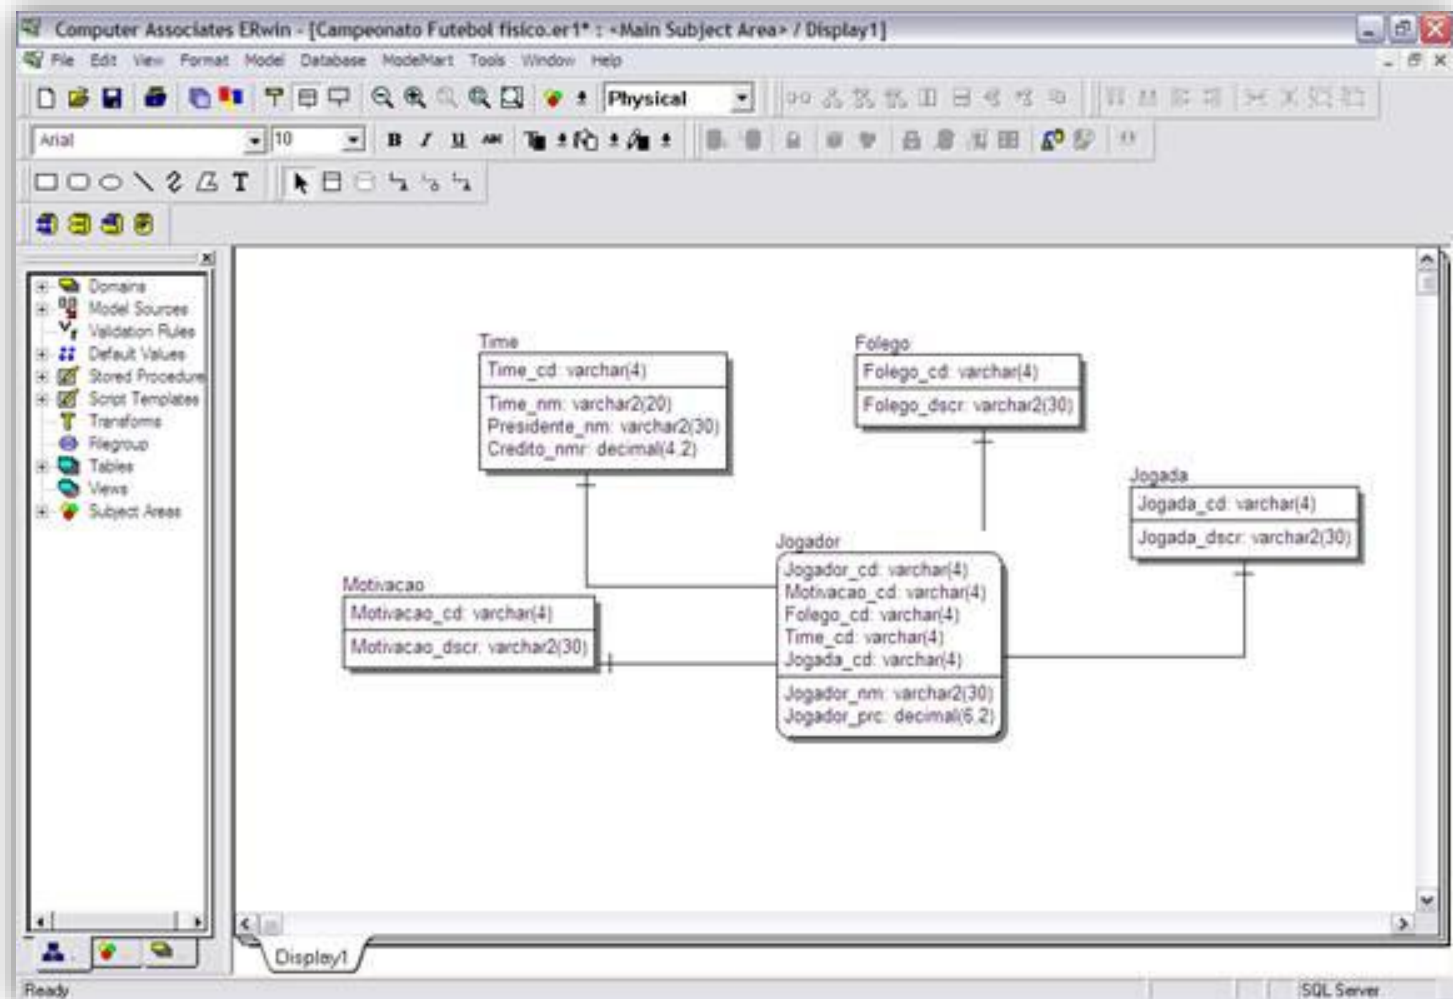 Computer Associates ERwin - [Campeonato Futebol fisico.er1* : <Main Subject Area> / Display1]
File Edit View Format Model Database ModelMart Tools Window Help
Physical
Arial 10 B I U ABC
T
Domains
Model Sources
Validation Rules
Default Values
Stored Procedure
Script Templates
Transforms
Filegroup
Tables
Views
Subject Areas
Time
Time_cd: varchar(4)
Time_nm: varchar2(20)
Presidente_nm: varchar2(30)
Credito_nmr: decimal(4,2)
Folego
Folego_cd: varchar(4)
Folego_dscr: varchar2(30)
Jogada
Jogada_cd: varchar(4)
Jogada_dscr: varchar2(30)
Motivacao
Motivacao_cd: varchar(4)
Motivacao_dscr: varchar2(30)
Jogador
Jogador_cd: varchar(4)
Motivacao_cd: varchar(4)
Folego_cd: varchar(4)
Time_cd: varchar(4)
Jogada_cd: varchar(4)
Jogador_nm: varchar2(30)
Jogador_prc: decimal(6,2)
Display1
Ready
SQL Server